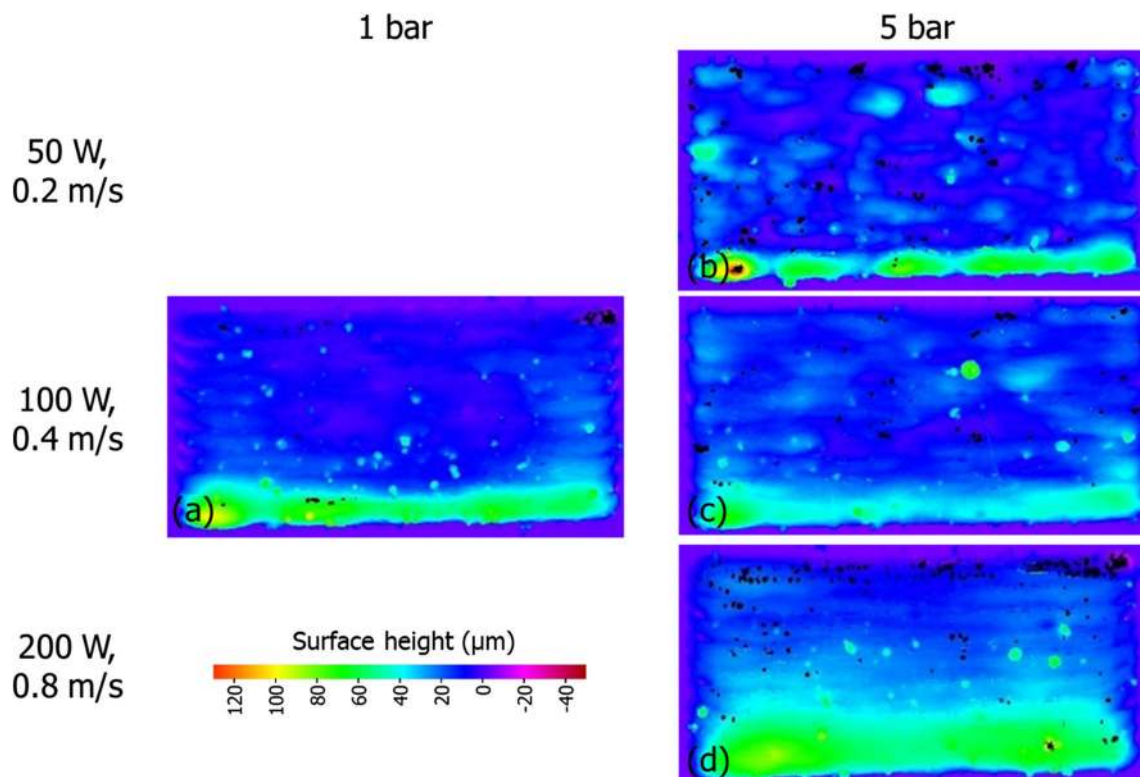 1 bar
5 bar
50 W,
0.2 m/s
(b)
100 W,
0.4 m/s
(a)
(c)
200 W,
0.8 m/s
Surface height (µm)
120
100
80
60
40
20
0
-20
-40
(d)